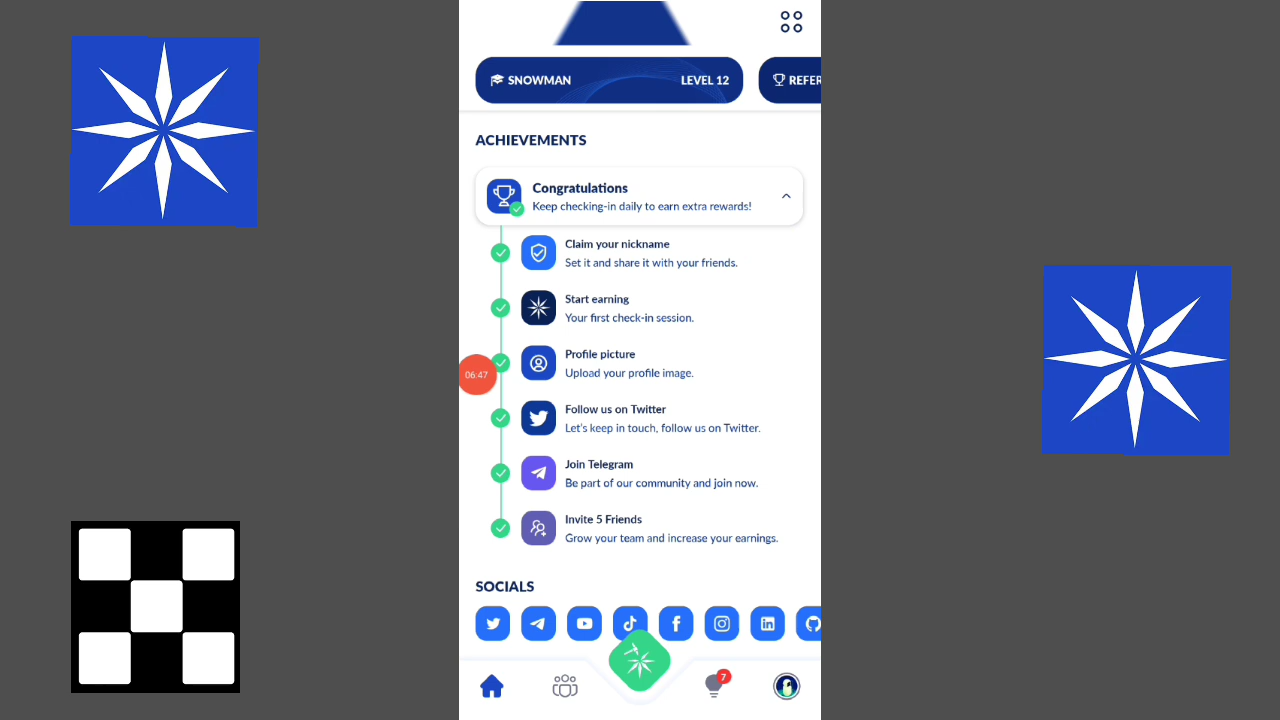 SNOWMAN LEVEL 12 REFER
ACHIEVEMENTS
Congratulations
Keep checking-in daily to earn extra rewards!
Claim your nickname
Set it and share it with your friends.
Start earning
Your first check-in session.
06:47
Profile picture
Upload your profile image.
Follow us on Twitter
Let's keep in touch, follow us on Twitter.
Join Telegram
Be part of our community and join now.
Invite 5 Friends
Grow your team and increase your earnings.
SOCIALS
7